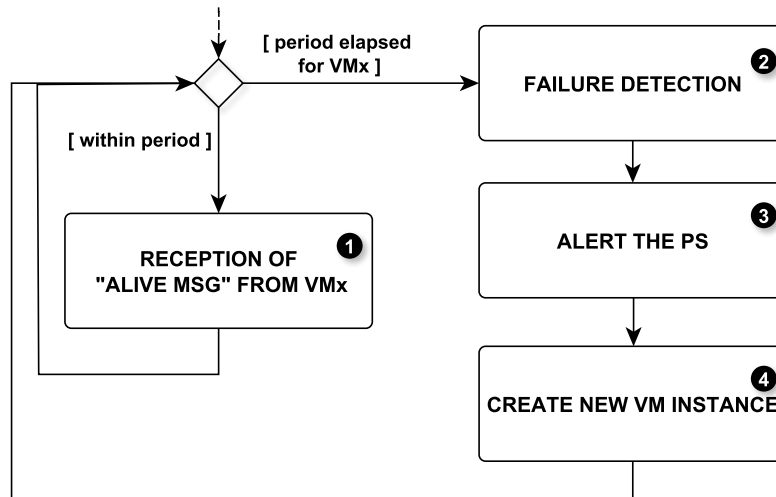 [ period elapsed
for VMx ]
2
FAILURE DETECTION
[ within period ]
3
ALERT THE PS
1
RECEPTION OF
"ALIVE MSG" FROM VMx
4
CREATE NEW VM INSTANCE